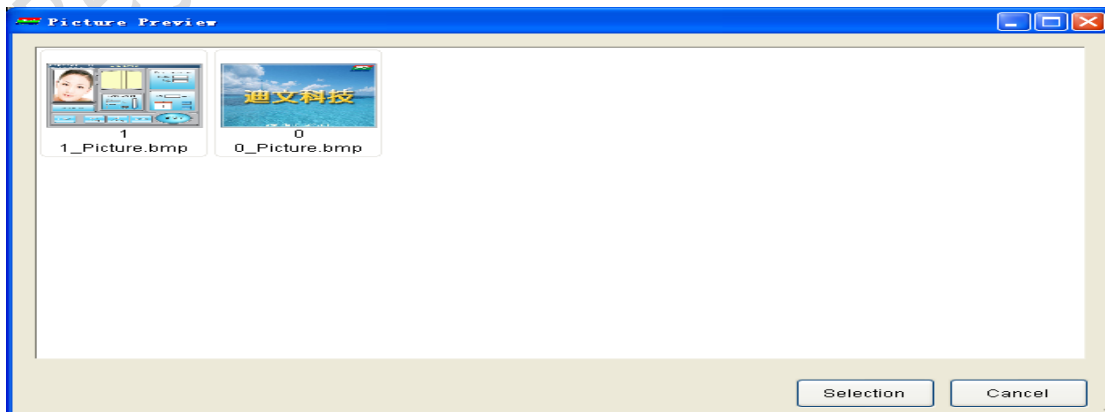 Picture Preview
迪文科技
1
1_Picture.bmp
0
0_Picture.bmp
Selection
Cancel